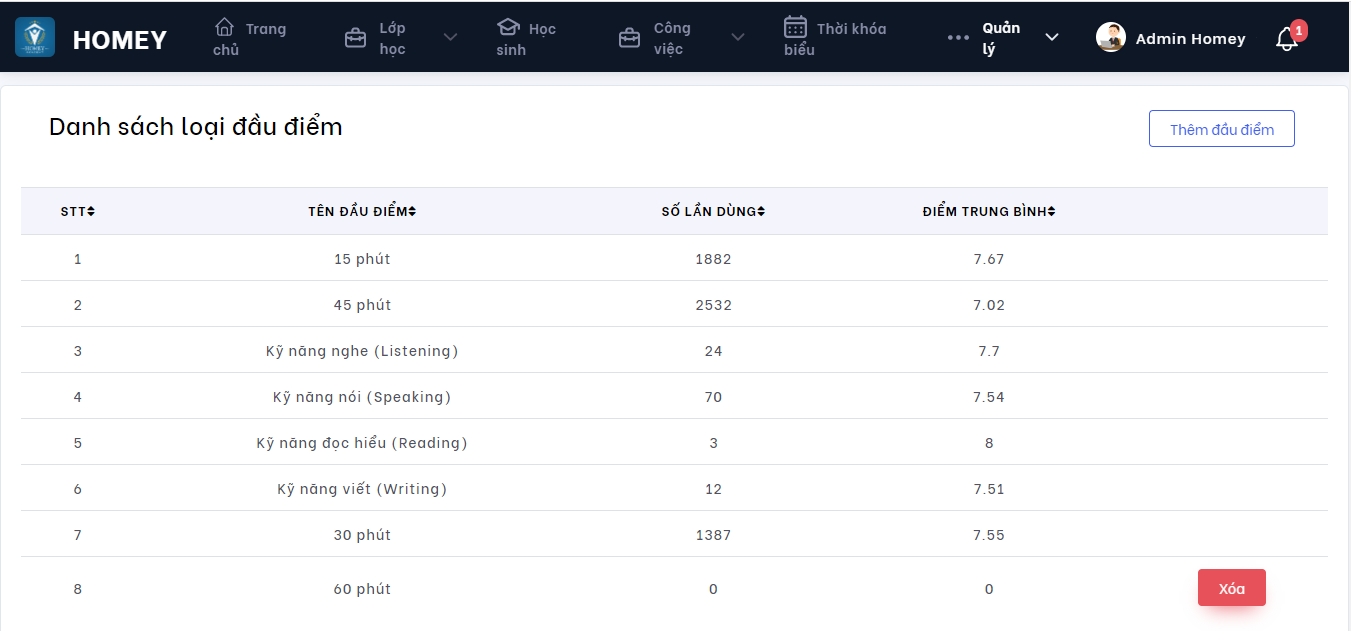 HOMEY
Trang
chủ
Lớp
học
Học
sinh
Công
việc
Thời khóa
biểu
Quản
lý
Admin Homey
1
Danh sách loại đầu điểm
Thêm đầu điểm
STT TÊN ĐẦU ĐIỂM SỐ LẦN DÙNG ĐIỂM TRUNG BÌNH
1 15 phút 1882 7.67
2 45 phút 2532 7.02
3 Kỹ năng nghe (Listening) 24 7.7
4 Kỹ năng nói (Speaking) 70 7.54
5 Kỹ năng đọc hiểu (Reading) 3 8
6 Kỹ năng viết (Writing) 12 7.51
7 30 phút 1387 7.55
8 60 phút 0 0 Xóa